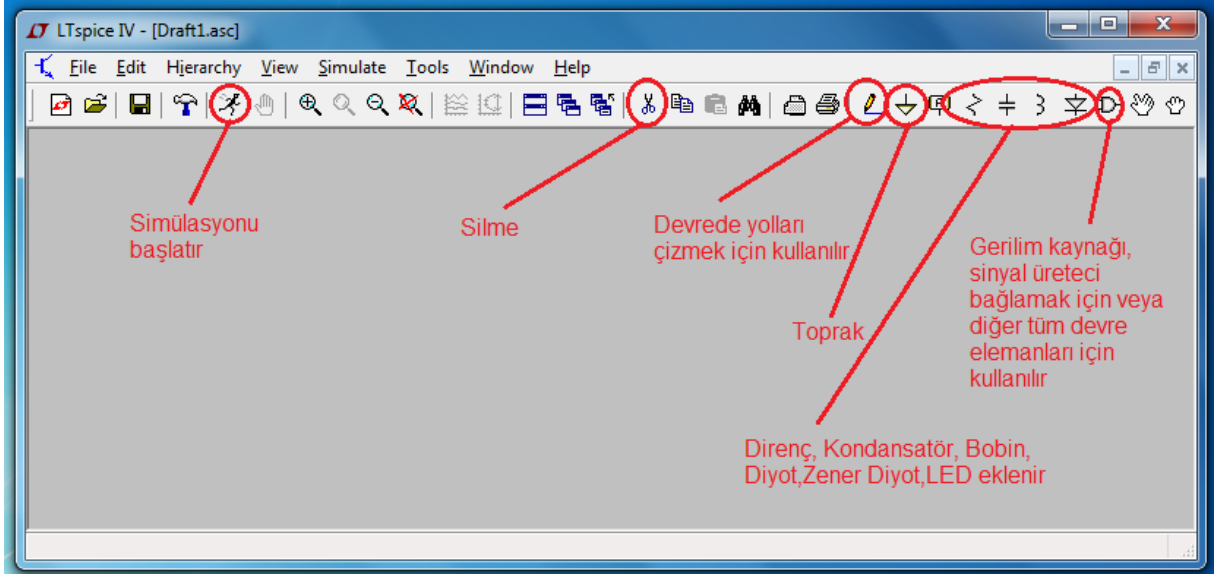 LTspice IV - [Draft1.asc]
File Edit Hierarchy View Simulate Tools Window Help
Simülasyonu
başlatır
Silme
Devrede yolları
çizmek için kullanılır
Toprak
Gerilim kaynağı,
sinyal üreteci
bağlamak için veya
diğer tüm devre
elemanları için
kullanılır
Direnç, Kondansatör, Bobin,
Diyot,Zener Diyot,LED eklenir